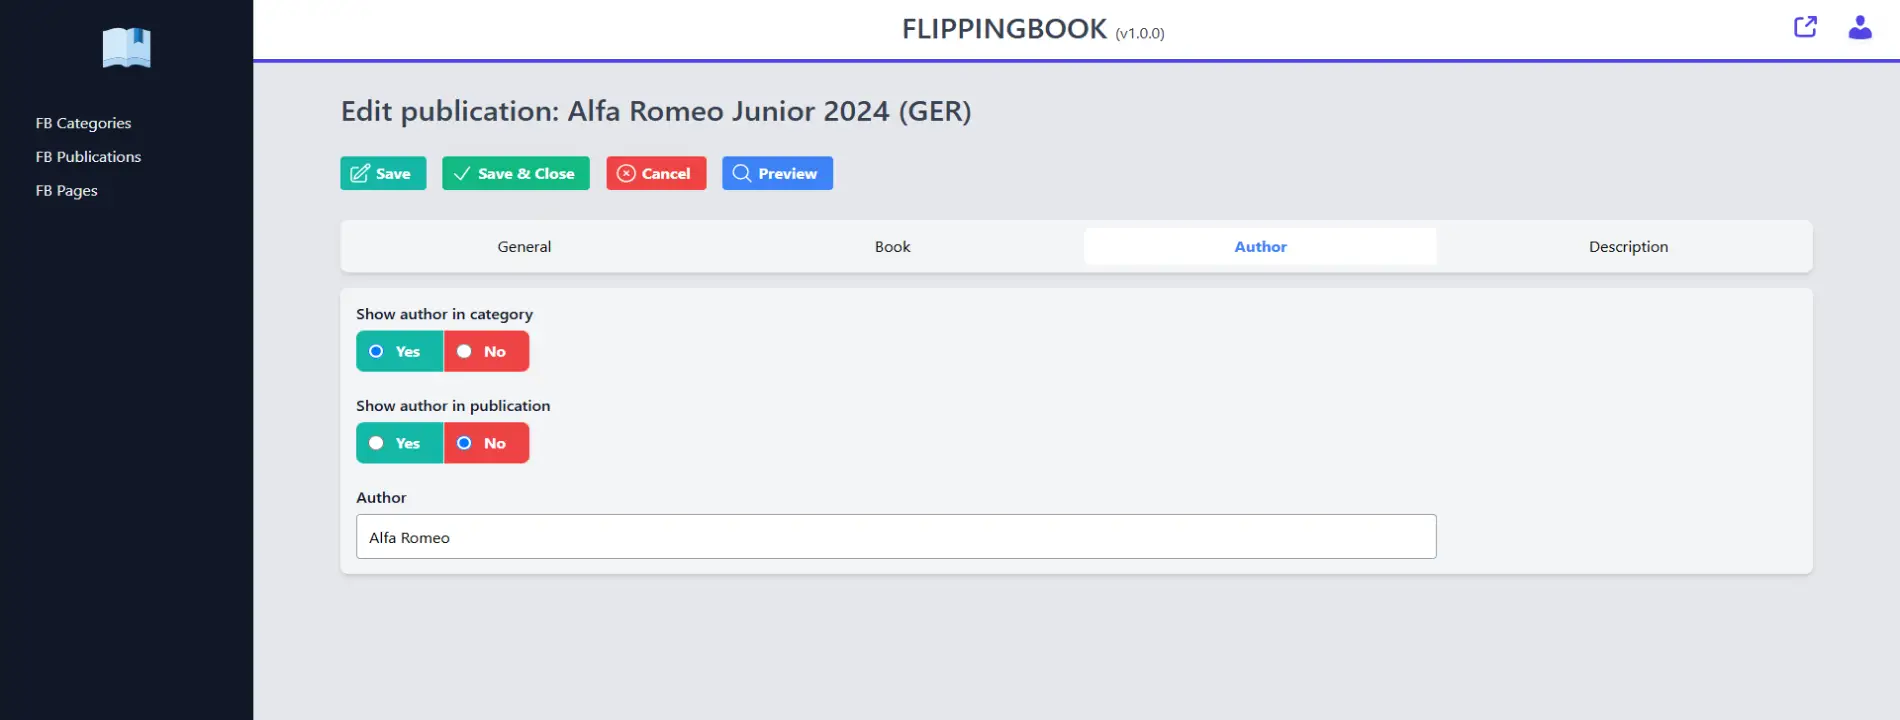 FLIPPINGBOOK (v1.0.0)
FB Categories
FB Publications
FB Pages
Edit publication: Alfa Romeo Junior 2024 (GER)
Save
Save & Close
Cancel
Preview
General
Book
Author
Description
Show author in category
Yes
No
Show author in publication
Yes
No
Author
Alfa Romeo